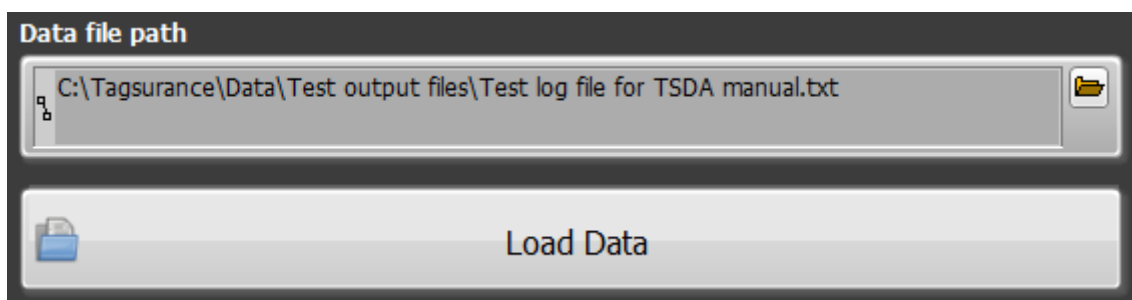 Data file path
C:\Tagsurance\Data\Test output files\Test log file for TSDA manual.txt
Load Data